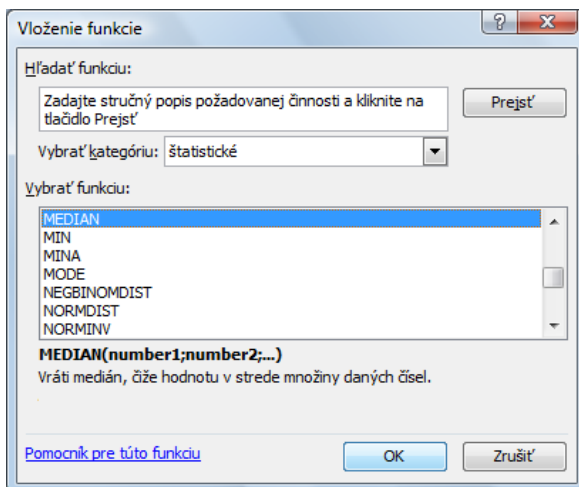 Vloženie funkcie
Hľadať funkciu:
Zadajte stručný popis požadovanej činnosti a kliknite na
tlačidlo Prejsť
Prejsť
Vybrať kategóriu: štatistické
Vybrať funkciu:
MEDIAN
MIN
MINA
MODE
NEGBINOMDIST
NORMDIST
NORMINV
MEDIAN(number1;number2;...)
Vráti medián, čiže hodnotu v strede množiny daných čísel.
Pomocník pre túto funkciu
OK
Zrušiť